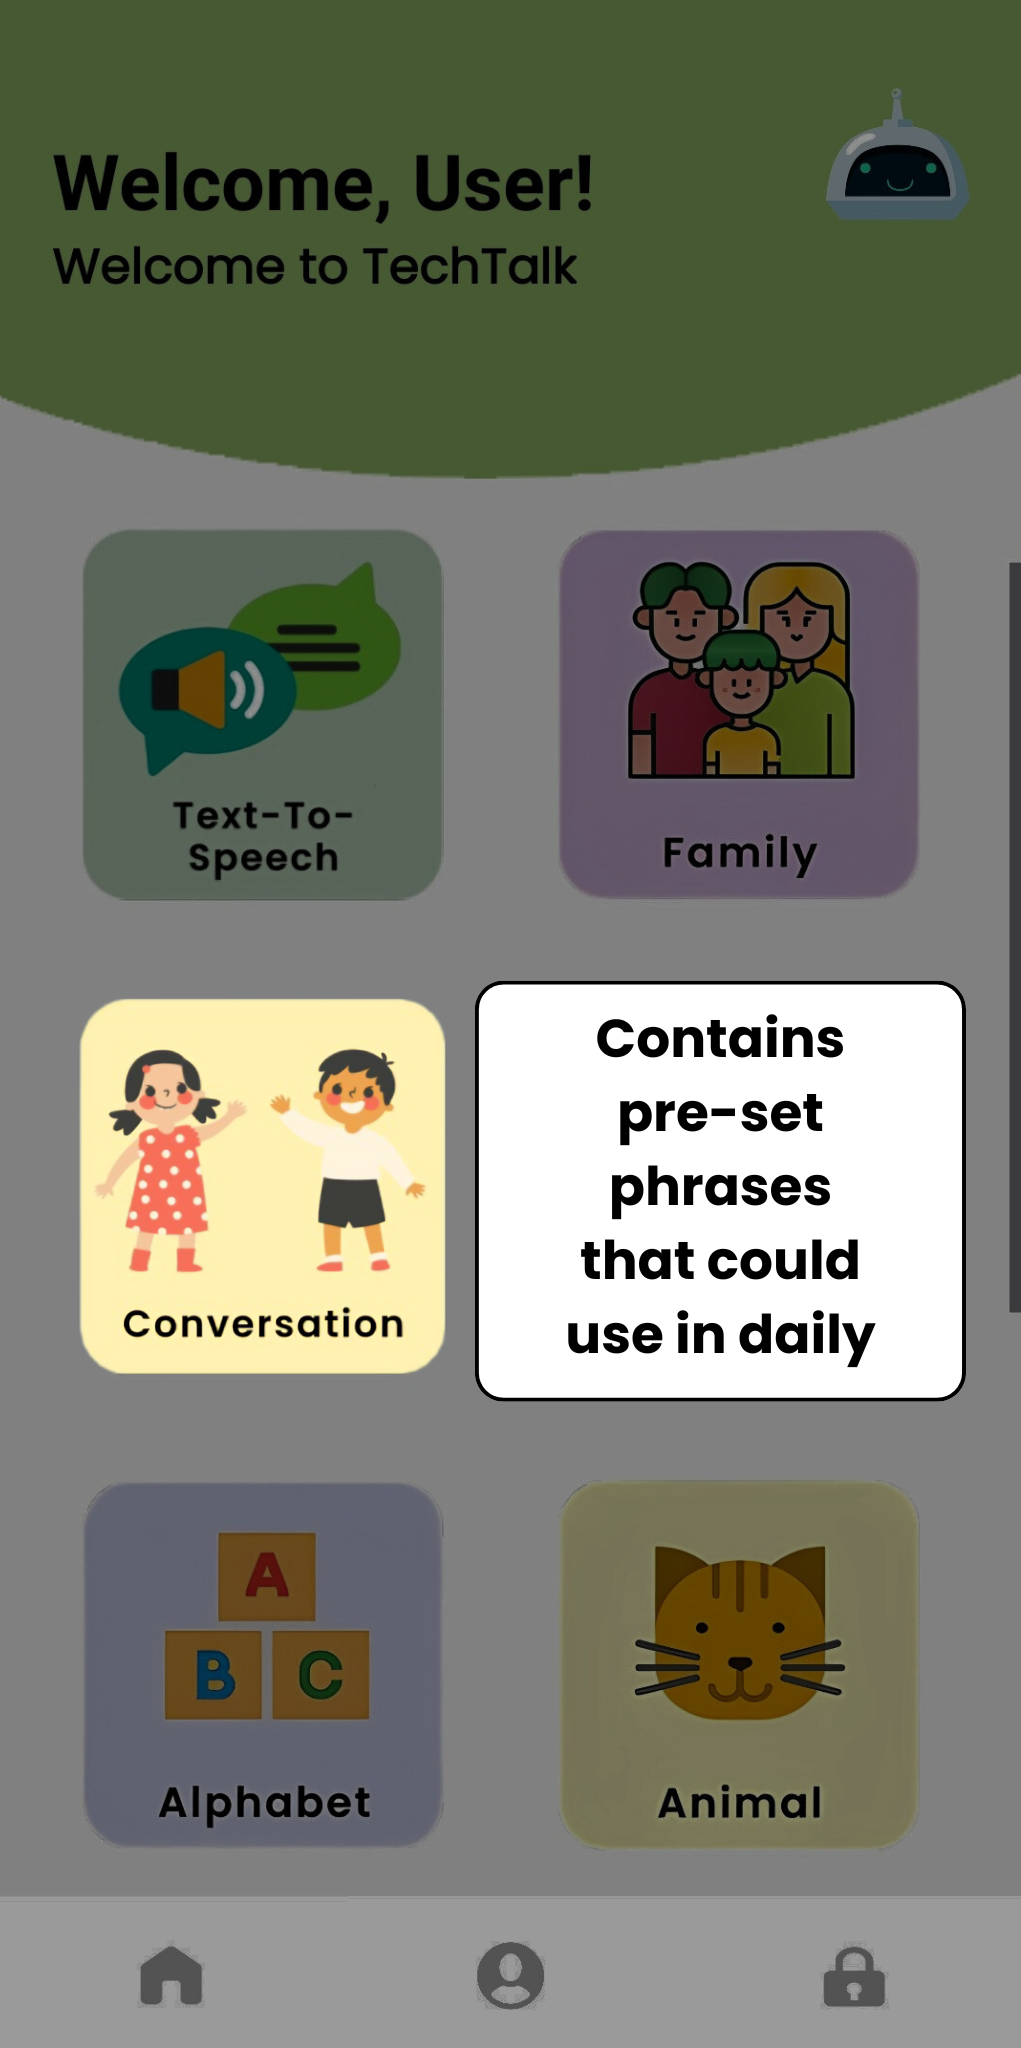 Welcome, User!
Welcome to TechTalk
Text-To-
Speech
Family
Conversation
Contains
pre-set
phrases
that could
use in daily
A
B C
Alphabet
Animal